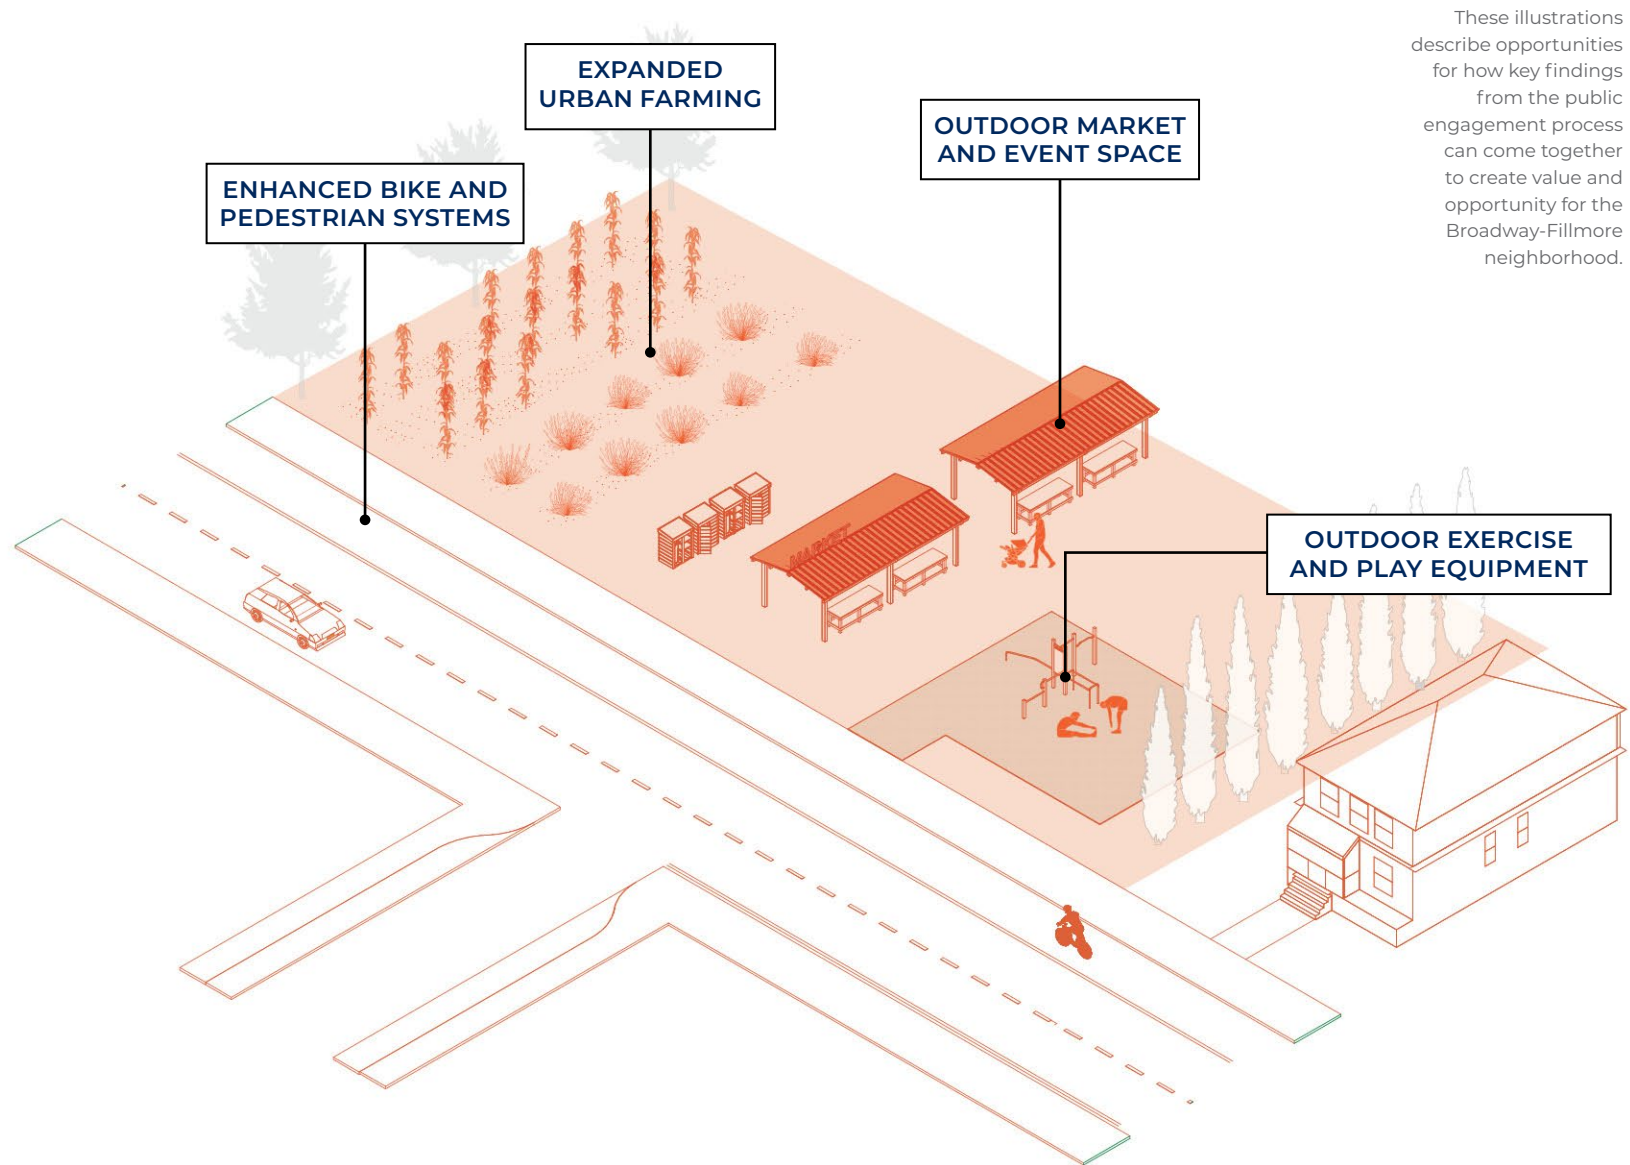 These illustrations
describe opportunities
for how key findings
from the public
engagement process
can come together
to create value and
opportunity for the
Broadway-Fillmore
neighborhood.
EXPANDED
URBAN FARMING
OUTDOOR MARKET
AND EVENT SPACE
ENHANCED BIKE AND
PEDESTRIAN SYSTEMS
MARKET
OUTDOOR EXERCISE
AND PLAY EQUIPMENT